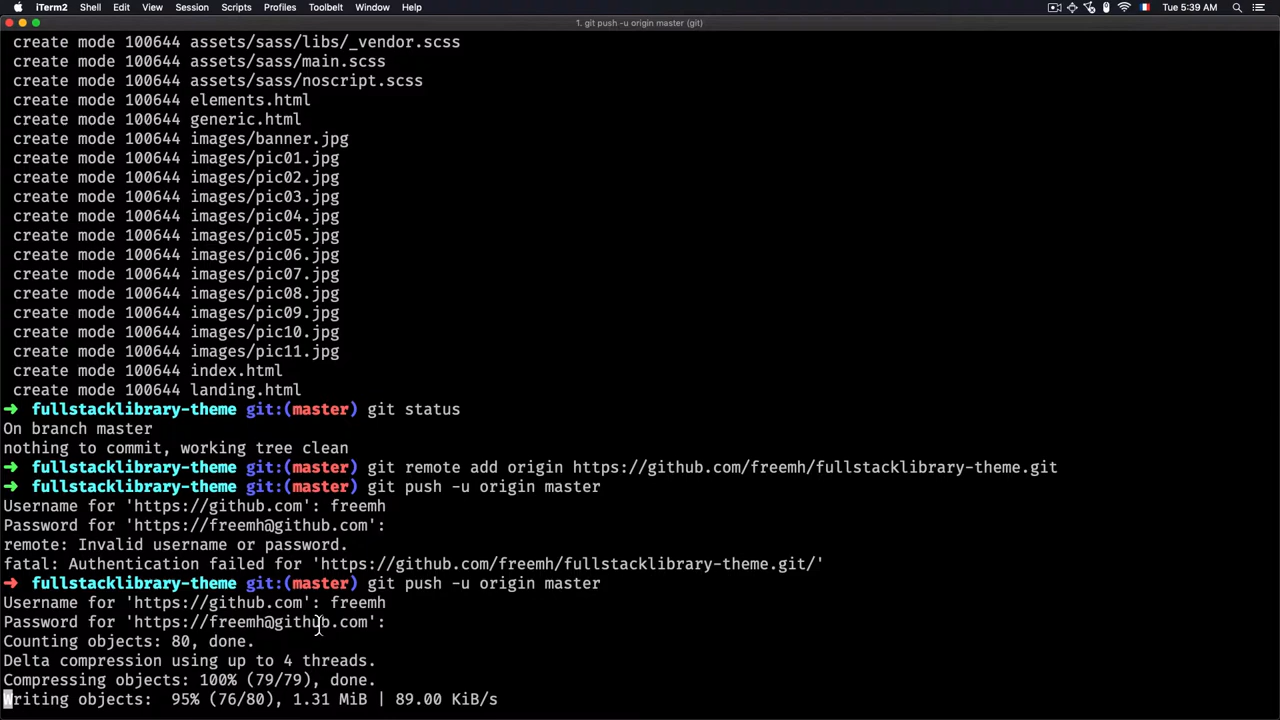 iTerm2 Shell Edit View Session Scripts Profiles Toolbelt Window Help Tue 5:39 AM
1. git push -u origin master (git)
create mode 100644 assets/sass/libs/_vendor.scss
create mode 100644 assets/sass/main.scss
create mode 100644 assets/sass/noscript.scss
create mode 100644 elements.html
create mode 100644 generic.html
create mode 100644 images/banner.jpg
create mode 100644 images/pic01.jpg
create mode 100644 images/pic02.jpg
create mode 100644 images/pic03.jpg
create mode 100644 images/pic04.jpg
create mode 100644 images/pic05.jpg
create mode 100644 images/pic06.jpg
create mode 100644 images/pic07.jpg
create mode 100644 images/pic08.jpg
create mode 100644 images/pic09.jpg
create mode 100644 images/pic10.jpg
create mode 100644 images/pic11.jpg
create mode 100644 index.html
create mode 100644 landing.html
➜ fullstacklibrary-theme git:(master) git status
On branch master
nothing to commit, working tree clean
➜ fullstacklibrary-theme git:(master) git remote add origin https://github.com/freemh/fullstacklibrary-theme.git
➜ fullstacklibrary-theme git:(master) git push -u origin master
Username for 'https://github.com': freemh
Password for 'https://freemh@github.com':
remote: Invalid username or password.
fatal: Authentication failed for 'https://github.com/freemh/fullstacklibrary-theme.git/'
➜ fullstacklibrary-theme git:(master) git push -u origin master
Username for 'https://github.com': freemh
Password for 'https://freemh@github.com':
Counting objects: 80, done.
Delta compression using up to 4 threads.
Compressing objects: 100% (79/79), done.
Writing objects: 95% (76/80), 1.31 MiB | 89.00 KiB/s